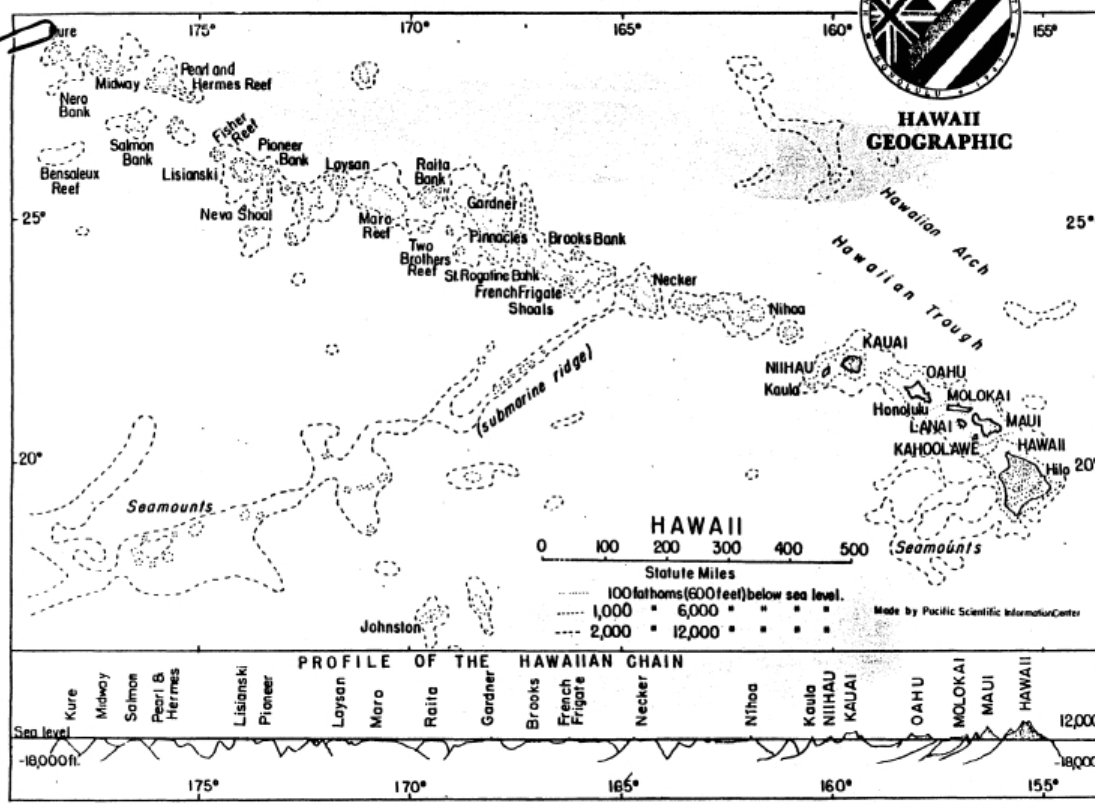 175°
170°
165°
160°
155°
HONOLULU
HAWAII
GEOGRAPHIC
Kure
Midway
Pearl and
Hermes Reef
Nero
Bank
Salmon
Bank
Bensaleux
Reef
Fisher
Reef
Pioneer
Bank
Lisianski
Neva Shoal
Laysan
Raita
Bank
Maro
Reef
Gardner
Pinnacles
Two
Brothers
Reef
Brooks Bank
St. Rogatine Bank
French Frigate
Shoals
Necker
Nihoa
25°
25°
Hawaiian Arch
Hawaiian Trough
KAUAI
NIIHAU
Kaula
OAHU
Honolulu
MOLOKAI
LANAI
MAUI
KAHOOLAWE
HAWAII
Hilo
20°
20°
(submarine ridge)
Seamounts
Seamounts
Johnston
HAWAII
0 100 200 300 400 500
Statute Miles
100 fathoms (600 feet) below sea level.
1,000 " 6,000 " " " "
2,000 " 12,000 " " " "
Made by Pacific Scientific Information Center
PROFILE OF THE HAWAIIAN CHAIN
Kure
Midway
Salmon
Pearl &
Hermes
Lisianski
Pioneer
Laysan
Maro
Raita
Gardner
Brooks
French
Frigate
Necker
Nihoa
Kaula
NIIHAU
KAUAI
OAHU
MOLOKAI
MAUI
HAWAII
Sea level
-18,000 ft.
12,000
-18,000
175°
170°
165°
160°
155°